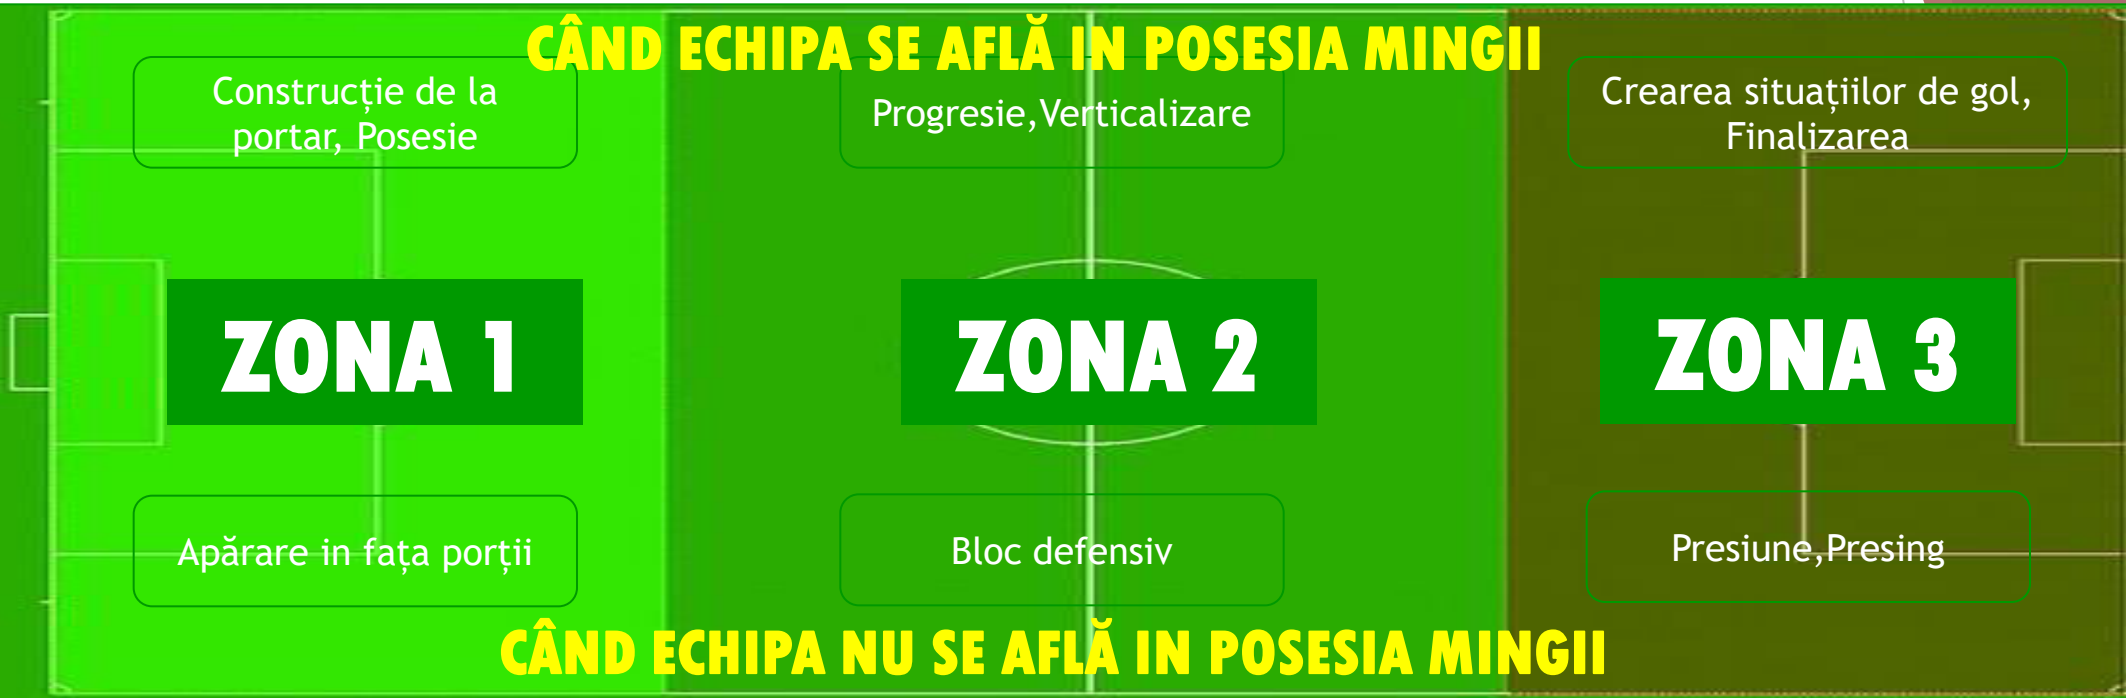 CÂND ECHIPA SE AFLĂ IN POSESIA MINGII
Construcție de la
portar, Posesie
Progresie,Verticalizare
Crearea situațiilor de gol,
Finalizarea
ZONA 1
ZONA 2
ZONA 3
Apărare in fața porții
Bloc defensiv
Presiune,Presing
CÂND ECHIPA NU SE AFLĂ IN POSESIA MINGII